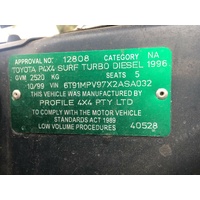 APPROVAL NO: 12808 CATEGORY NA
TOYOTA P4X4 SURF TURBO DIESEL 1996
GVM 2520 KG SEATS 5
10/99 VIN 6T91MPV97X2ASA032
THIS VEHICLE WAS MANUFACTURED BY
PROFILE 4X4 PTY LTD
TO COMPLY WITH THE MOTOR VEHICLE
STANDARDS ACT 1989
LOW VOLUME PROCEDURES 40528